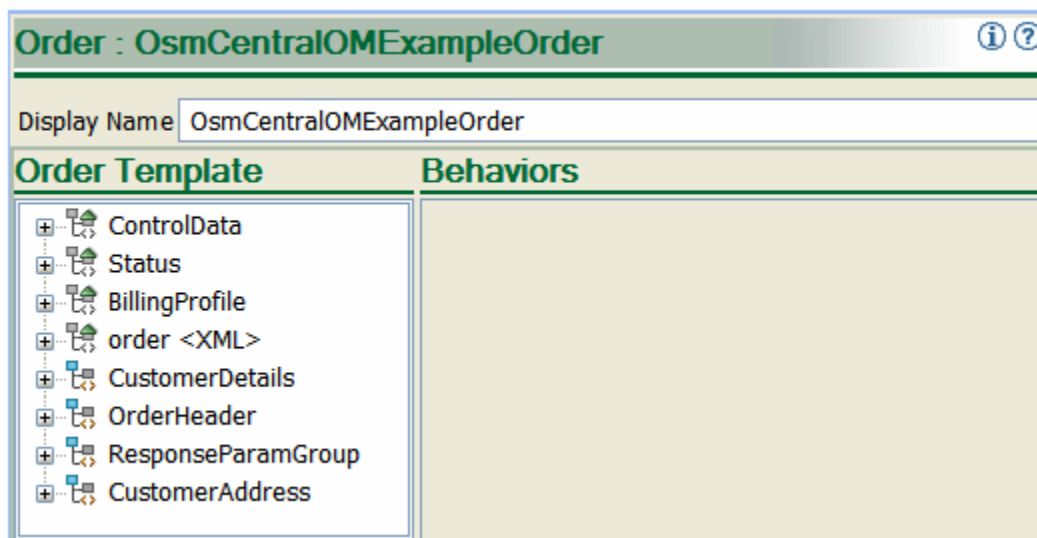 Order : OsmCentralOMExampleOrder
Display Name OsmCentralOMExampleOrder
Order Template Behaviors
ControlData
Status
BillingProfile
order <XML>
CustomerDetails
OrderHeader
ResponseParamGroup
CustomerAddress